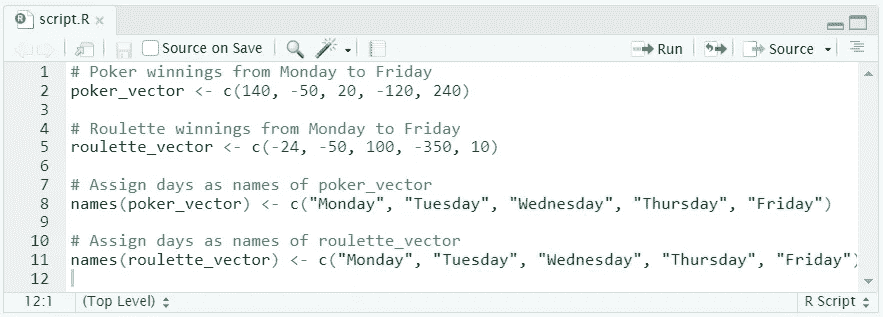 script.R
Source on Save
Run
Source
1 # Poker winnings from Monday to Friday
2 poker_vector <- c(140, -50, 20, -120, 240)
3
4 # Roulette winnings from Monday to Friday
5 roulette_vector <- c(-24, -50, 100, -350, 10)
6
7 # Assign days as names of poker_vector
8 names(poker_vector) <- c("Monday", "Tuesday", "Wednesday", "Thursday", "Friday")
9
10 # Assign days as names of roulette_vector
11 names(roulette_vector) <- c("Monday", "Tuesday", "Wednesday", "Thursday", "Friday")
12
12:1 (Top Level) R Script